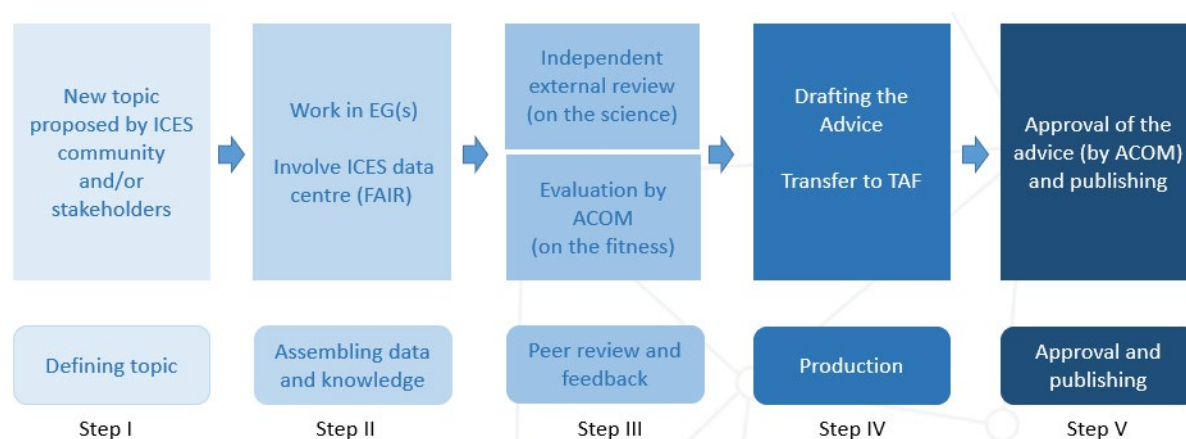 New topic
proposed by ICES
community
and/or
stakeholders
Work in EG(s)
Involve ICES data
centre (FAIR)
Independent
external review
(on the science)
Evaluation by
ACOM
(on the fitness)
Drafting the
Advice
Transfer to TAF
Approval of the
advice (by ACOM)
and publishing
Defining topic
Assembling data
and knowledge
Peer review and
feedback
Production
Approval and
publishing
Step I
Step II
Step III
Step IV
Step V